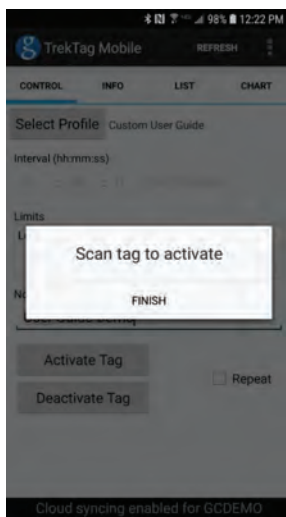 98% 12:22 PM
TrekTag Mobile REFRESH
CONTROL INFO LIST CHART
Select Profile Custom User Guide
Interval (hh:mm:ss)
Limits
Scan tag to activate
FINISH
Activate Tag
Repeat
Deactivate Tag
Cloud syncing enabled for GCDEMO